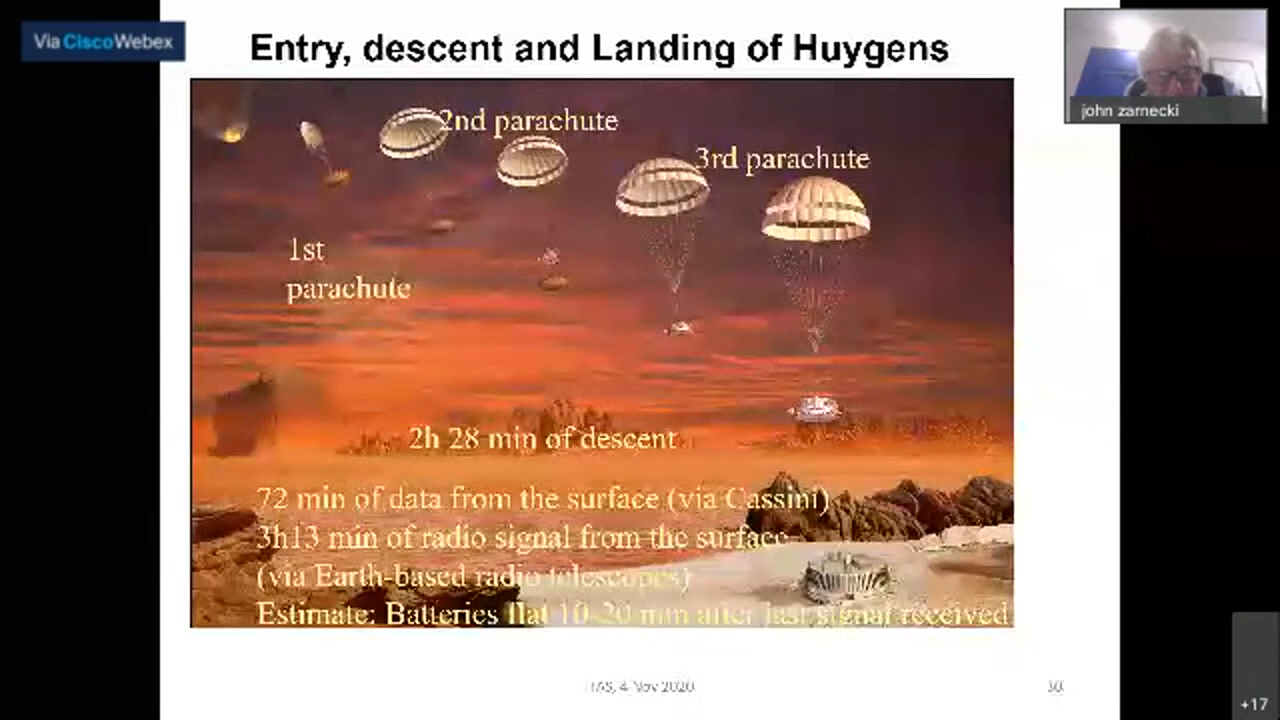 Via CiscoWebex
Entry, descent and Landing of Huygens
john zarnecki
2nd parachute
3rd parachute
1st
parachute
2h 28 min of descent
72 min of data from the surface (via Cassini)
3h13 min of radio signal from the surface
(via Earth-based radio telescopes)
Estimate: Batteries flat 10-20 min after last signal received
4 Nov 2020
30
+17